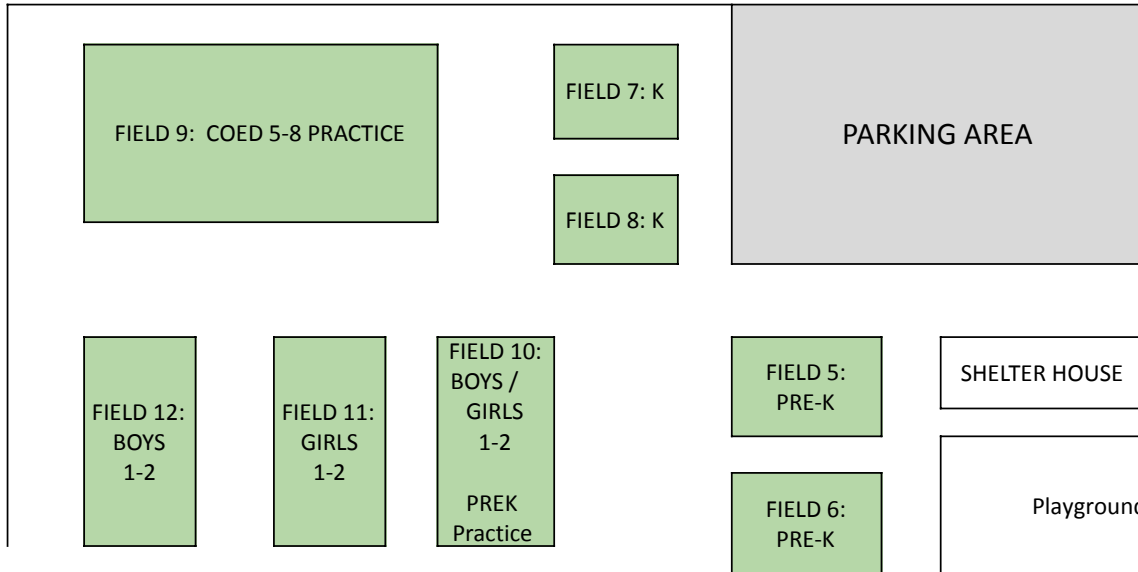 FIELD 9: COED 5-8 PRACTICE
FIELD 7: K
PARKING AREA
FIELD 8: K
FIELD 12:
BOYS
1-2
FIELD 11:
GIRLS
1-2
FIELD 10:
BOYS /
GIRLS
1-2
PREK
Practice
FIELD 5:
PRE-K
SHELTER HOUSE
FIELD 6:
PRE-K
Playground